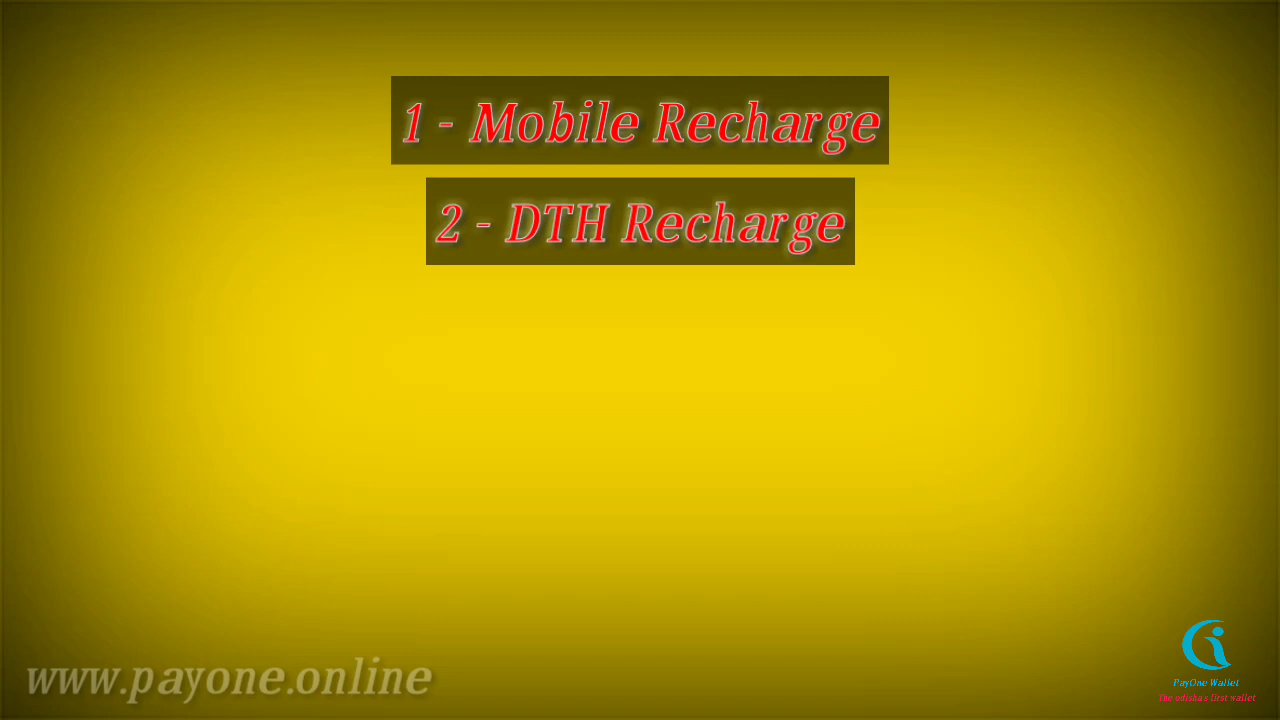 1 - Mobile Recharge
2 - DTH Recharge
www.payone.online
PayOne Wallet
The odisha's first wallet